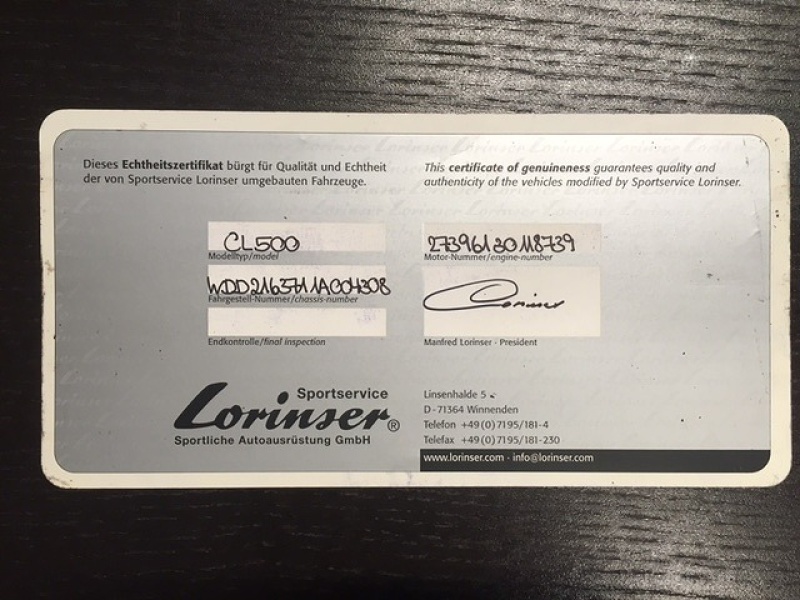 Dieses Echtheitszertifikat bürgt für Qualität und Echtheit
der von Sportservice Lorinser umgebauten Fahrzeuge.
This certificate of genuineness guarantees quality and
authenticity of the vehicles modified by Sportservice Lorinser.
CL500
Modelltyp/model
27396130118739
Motor-Nummer/engine-number
WDD2163711A004308
Fahrgestell-Nummer/chassis-number
Lorinser
Endkontrolle/final inspection
Manfred Lorinser - President
Sportservice
Lorinser®
Sportliche Autoausrüstung GmbH
Linsenhalde 5
D-71364 Winnenden
Telefon +49(0)7195/181-4
Telefax +49(0)7195/181-230
www.lorinser.com - info@lorinser.com